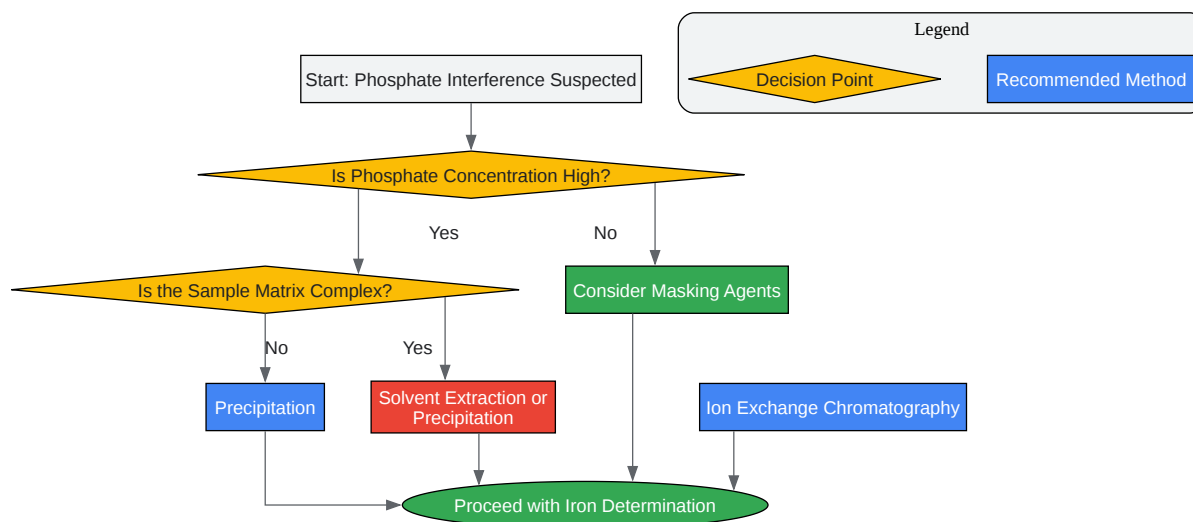 Legend
Decision Point
Recommended Method
Start: Phosphate Interference Suspected
Is Phosphate Concentration High?
Yes
No
Is the Sample Matrix Complex?
Consider Masking Agents
No
Yes
Precipitation
Solvent Extraction or
Precipitation
Ion Exchange Chromatography
Proceed with Iron Determination